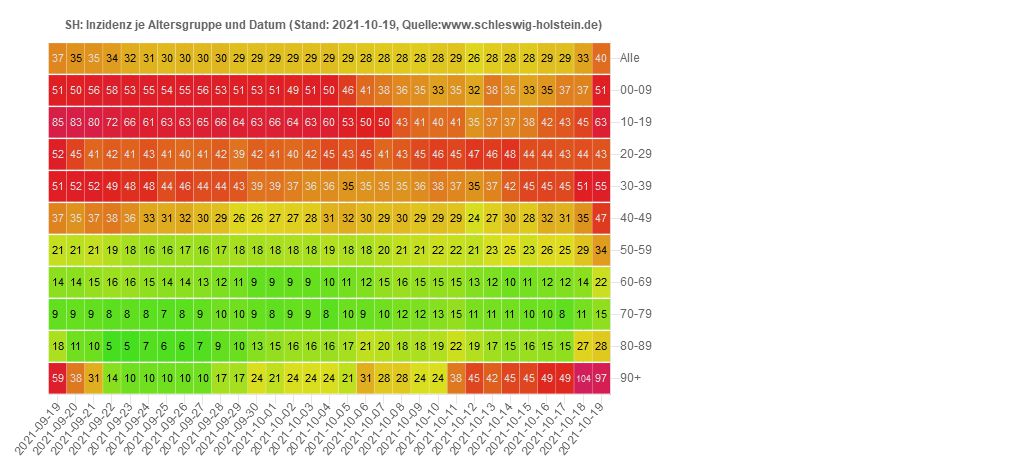 SH: Inzidenz je Altersgruppe und Datum (Stand: 2021-10-19, Quelle:www.schleswig-holstein.de)
37 35 35 34 32 31 30 30 30 30 29 29 29 29 29 29 29 28 28 28 28 28 29 26 28 28 28 29 29 33 40 Alle
51 50 56 58 53 55 54 55 56 53 51 53 51 49 51 50 46 41 38 36 35 33 35 32 38 35 33 35 37 37 51 00-09
85 83 80 72 66 61 63 63 65 66 64 63 66 64 63 60 53 50 50 43 41 40 41 35 37 37 38 42 43 45 63 10-19
52 45 41 42 41 43 41 40 41 42 39 42 41 40 42 45 43 45 41 43 45 46 45 47 46 48 44 44 43 44 43 20-29
51 52 52 49 48 48 44 46 44 44 43 39 39 37 36 36 35 35 35 35 36 38 37 35 37 42 45 45 45 51 55 30-39
37 35 37 38 36 33 31 32 30 29 26 26 27 27 28 31 32 30 29 30 29 29 29 24 27 30 28 32 31 35 47 40-49
21 21 21 19 18 16 16 17 16 17 18 18 18 18 18 19 18 18 20 21 21 22 22 21 23 25 23 26 25 29 34 50-59
14 14 15 16 16 15 14 14 13 12 11 9 9 9 9 10 11 12 15 16 15 15 15 13 12 10 11 12 12 14 22 60-69
9 9 9 8 8 8 7 8 9 10 10 9 8 9 9 8 10 9 10 12 12 13 15 11 11 11 10 10 8 11 15 70-79
18 11 10 5 5 7 6 6 7 9 10 13 15 16 16 16 17 21 20 18 18 19 22 19 17 15 16 15 15 27 28 80-89
59 38 31 14 10 10 10 10 10 17 17 24 21 24 24 24 21 31 28 28 24 24 38 45 42 45 45 49 49 104 97 90+
2021-09-19 2021-09-20 2021-09-21 2021-09-22 2021-09-23 2021-09-24 2021-09-25 2021-09-26 2021-09-27 2021-09-28 2021-09-29 2021-09-30 2021-10-01 2021-10-02 2021-10-03 2021-10-04 2021-10-05 2021-10-06 2021-10-07 2021-10-08 2021-10-09 2021-10-10 2021-10-11 2021-10-12 2021-10-13 2021-10-14 2021-10-15 2021-10-16 2021-10-17 2021-10-18 2021-10-19